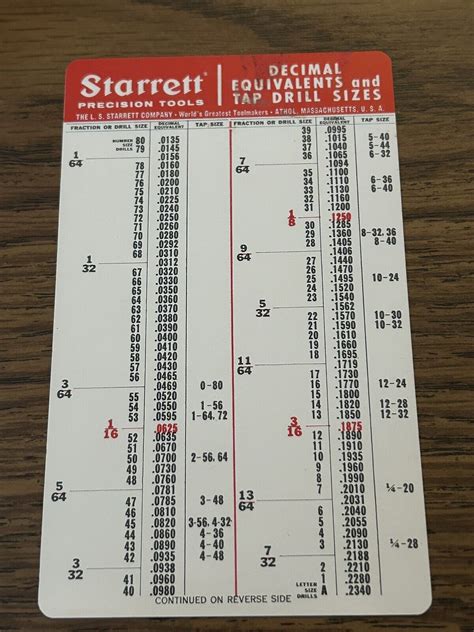 Starrett®
PRECISION TOOLS
DECIMAL
EQUIVALENTS and
TAP DRILL SIZES
THE L. S. STARRETT COMPANY • World's Greatest Toolmakers • ATHOL, MASSACHUSETTS, U. S. A.
FRACTION OR DRILL SIZE DECIMAL EQUIVALENT TAP SIZE
NUMBER SIZE DRILLS 80 .0135
79 .0145
1/64 .0156
78 .0160
77 .0180
76 .0200
75 .0210
74 .0225
73 .0240
72 .0250
71 .0260
70 .0280
69 .0292
68 .0310
1/32 .0312
67 .0320
66 .0330
65 .0350
64 .0360
63 .0370
62 .0380
61 .0390
60 .0400
59 .0410
58 .0420
57 .0430
56 .0465
3/64 .0469 0-80
55 .0520
54 .0550 1-56
53 .0595 1-64, 72
1/16 .0625
52 .0635
51 .0670
50 .0700 2-56, 64
49 .0730
48 .0760
5/64 .0781
47 .0785 3-48
46 .0810
45 .0820 3-56, 4-32
44 .0860 4-36
43 .0890 4-40
42 .0935 4-48
3/32 .0938
41 .0960
40 .0980
FRACTION OR DRILL SIZE DECIMAL EQUIVALENT TAP SIZE
39 .0995
38 .1015 5-40
37 .1040 5-44
36 .1065 6-32
7/64 .1094
35 .1100
34 .1110 6-36
33 .1130 6-40
32 .1160
31 .1200
1/8 .1250
30 .1285
29 .1360 8-32, 36
28 .1405 8-40
9/64 .1406
27 .1440
26 .1470
25 .1495 10-24
24 .1520
23 .1540
5/32 .1562
22 .1570
21 .1590 10-30
20 .1610 10-32
19 .1660
18 .1695
11/64 .1719
17 .1730
16 .1770 12-24
15 .1800
14 .1820 12-28
13 .1850 12-32
3/16 .1875
12 .1890
11 .1910
10 .1935
9 .1960
8 .1990
7 .2010 ¼-20
13/64 .2031
6 .2040
5 .2055
4 .2090
3 .2130 ¼-28
7/32 .2188
2 .2210
1 .2280
LETTER SIZE DRILLS A .2340
CONTINUED ON REVERSE SIDE